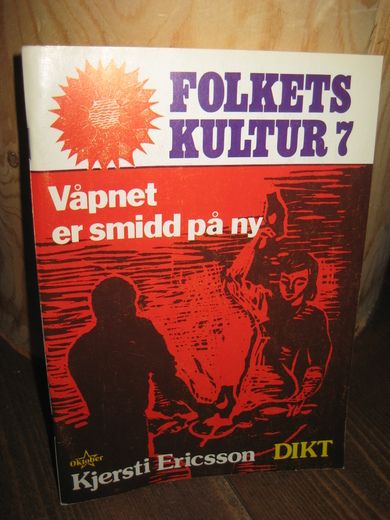 FOLKETS
KULTUR 7
Våpnet
er smidd på ny
Oktober
Kjersti Ericsson DIKT